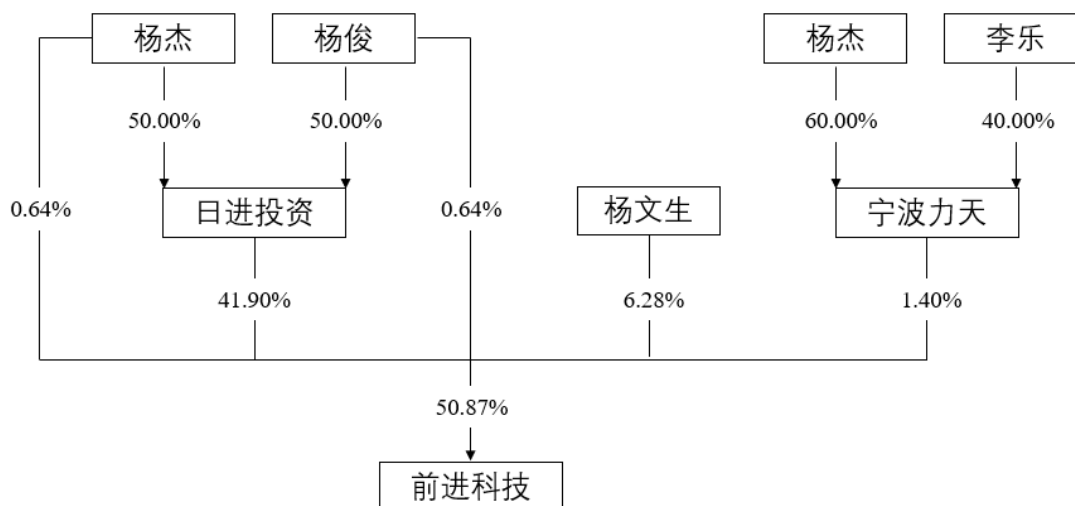 杨杰
杨俊
杨杰
李乐
50.00%
50.00%
60.00%
40.00%
0.64%
日进投资
0.64%
杨文生
宁波力天
41.90%
6.28%
1.40%
50.87%
前进科技